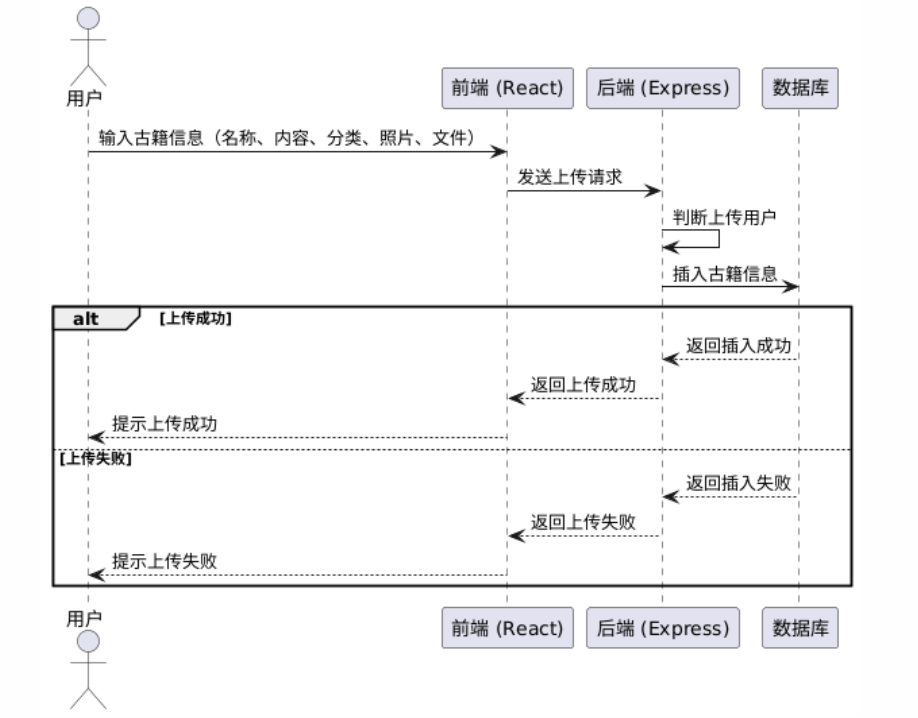 用户
前端 (React)
后端 (Express)
数据库
输入古籍信息（名称、内容、分类、照片、文件）
发送上传请求
判断上传用户
插入古籍信息
alt
[上传成功]
返回插入成功
返回上传成功
提示上传成功
[上传失败]
返回插入失败
返回上传失败
提示上传失败
用户
前端 (React)
后端 (Express)
数据库